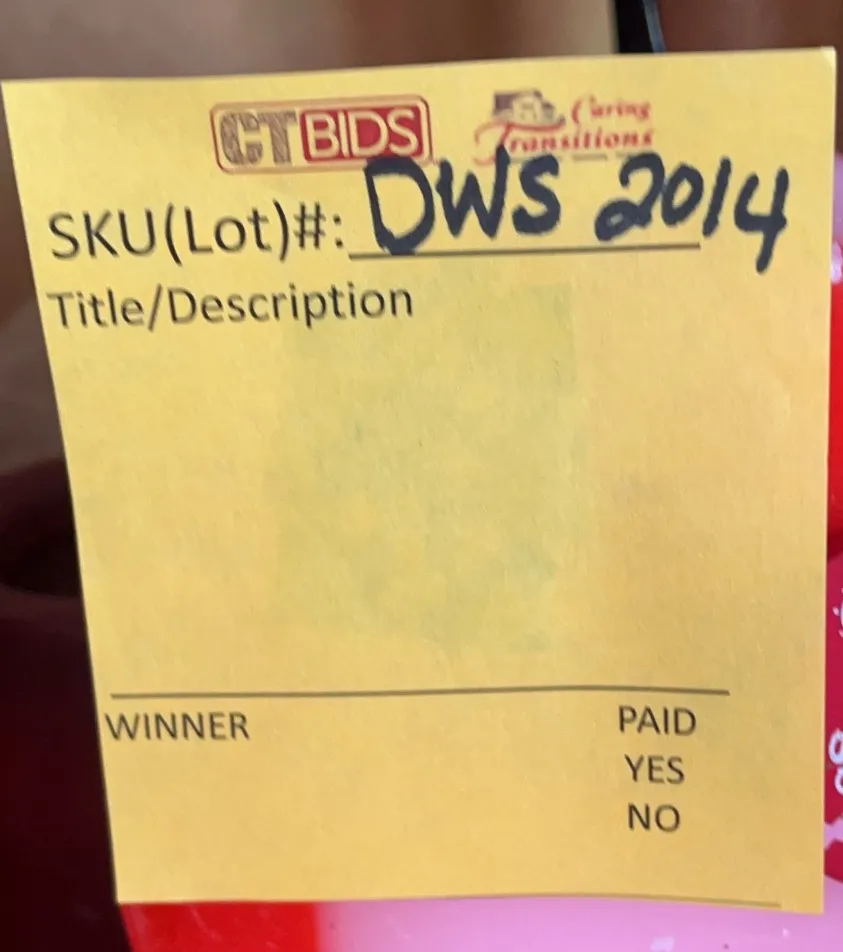 CTBIDS
Caring
Transitions
SKU(Lot)#: DWS 2014
Title/Description
WINNER PAID
YES
NO